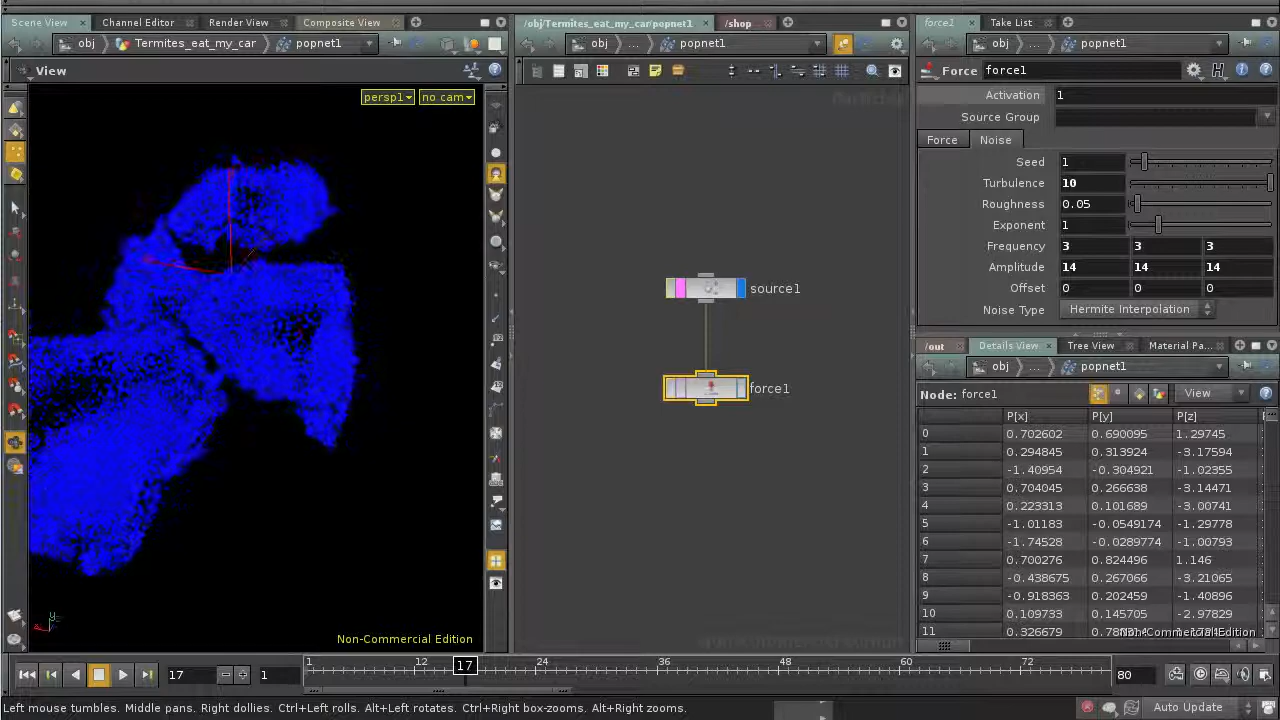 Scene View Channel Editor Render View Composite View
/obj/Termites_eat_my_car/popnet1 /shop
force2 Take List
obj Termites_eat_my_car popnet1
obj ... popnet1
obj ... popnet1
View
Force force1
persp1 no cam
Activation 1
Source Group
Force Noise
Seed 1
Turbulence 10
Roughness 0.05
Exponent 1
Frequency 3 3 3
Amplitude 14 14 14
Offset 0 0 0
Noise Type Hermite Interpolation
source1
force1
/out Details View Tree View Material Pa...
obj ... popnet1
Node: force1 View
P[x] P[y] P[z]
0 0.702602 0.690095 1.29745
1 0.294845 0.313924 -3.17594
2 -1.40954 -0.304921 -1.02355
3 0.704045 0.266638 -3.14471
4 0.223313 0.101689 -3.00741
5 -1.01183 -0.0549174 -1.29778
6 -1.74528 -0.0289774 -1.00793
7 0.700276 0.824496 1.146
8 -0.438675 0.267066 -3.21065
9 -0.918363 0.202459 -1.40896
10 0.109733 0.145705 -2.97829
11 0.326679
Non-Commercial Edition
Non-Commercial Edition
17 1
1 12 17 24 36 48 60 72
80
Left mouse tumbles. Middle pans. Right dollies. Ctrl+Left rolls. Alt+Left rotates. Ctrl+Right box-zooms. Alt+Right zooms.
Auto Update